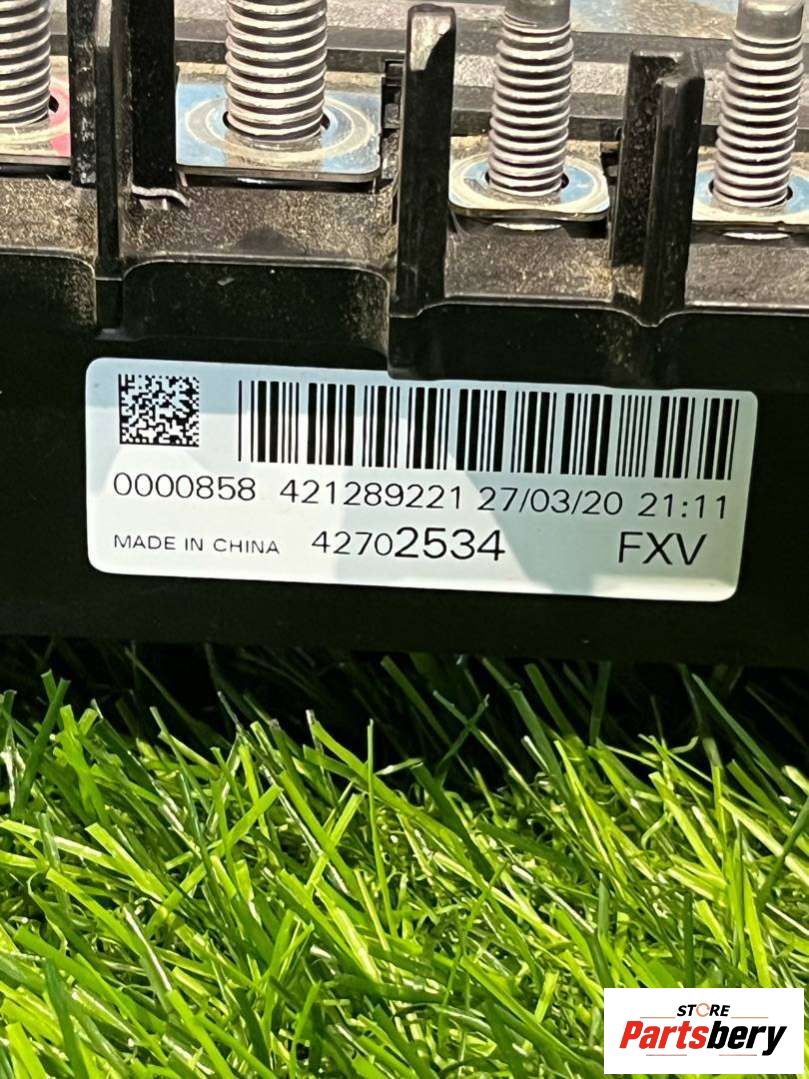 0000858 421289221 27/03/20 21:11
MADE IN CHINA 42702534 FXV
STORE
Partsbery